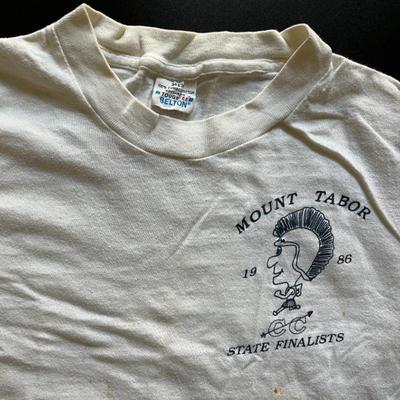 BELTON
MOUNT TABOR
19 86
CC
STATE FINALISTS